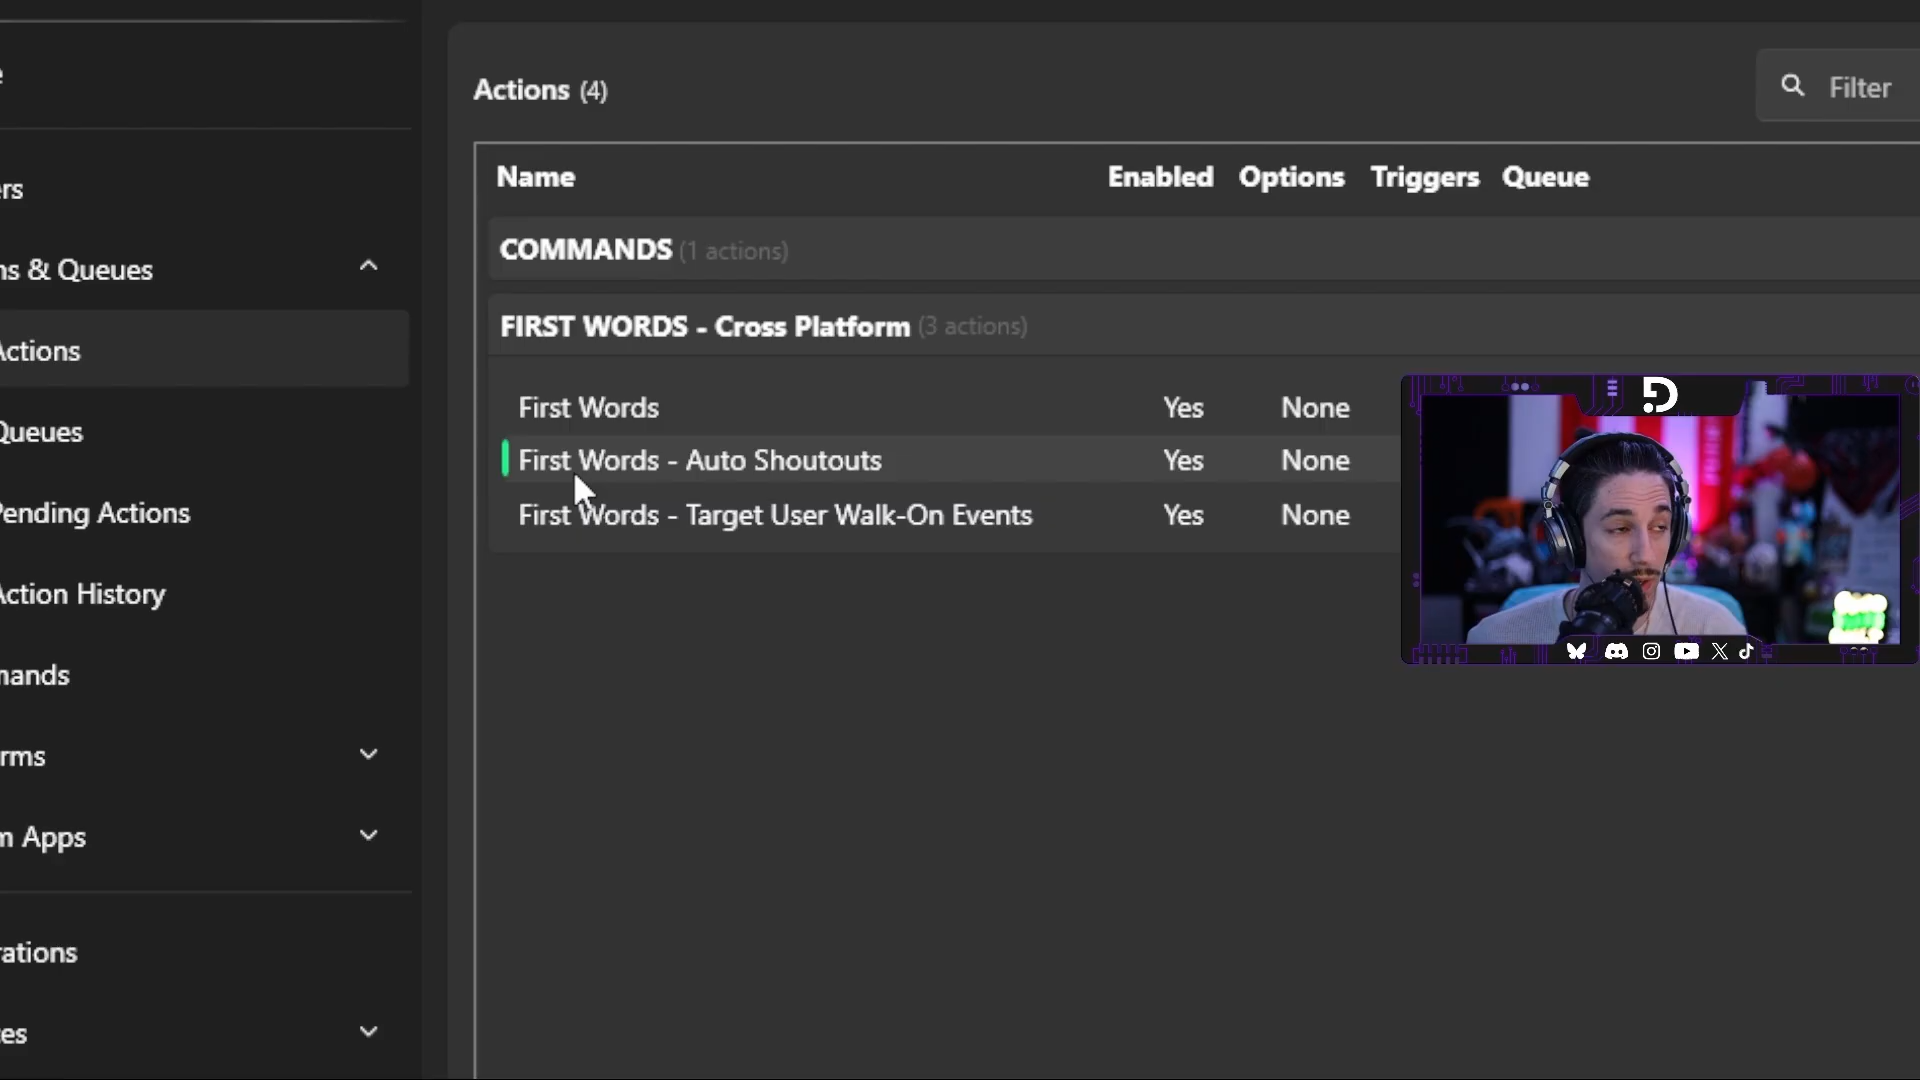 Actions (4)
Filter
Name Enabled Options Triggers Queue
COMMANDS (1 actions)
FIRST WORDS - Cross Platform (3 actions)
First Words Yes None
First Words - Auto Shoutouts Yes None
First Words - Target User Walk-On Events Yes None
e
ers
ns & Queues
Actions
Queues
Pending Actions
Action History
mands
rms
m Apps
rations
es